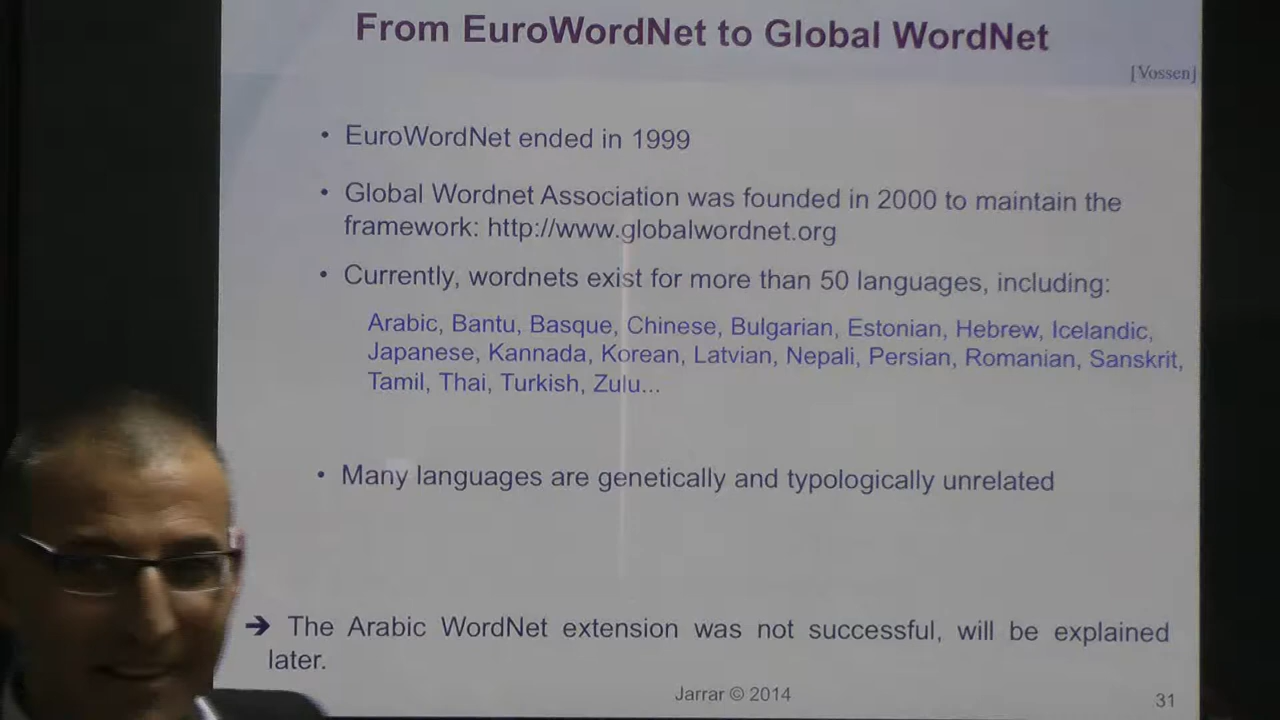 From EuroWordNet to Global WordNet
[Vossen]
• EuroWordNet ended in 1999
• Global Wordnet Association was founded in 2000 to maintain the
framework: http://www.globalwordnet.org
• Currently, wordnets exist for more than 50 languages, including:
Arabic, Bantu, Basque, Chinese, Bulgarian, Estonian, Hebrew, Icelandic,
Japanese, Kannada, Korean, Latvian, Nepali, Persian, Romanian, Sanskrit,
Tamil, Thai, Turkish, Zulu...
• Many languages are genetically and typologically unrelated
➔ The Arabic WordNet extension was not successful, will be explained
later.
Jarrar © 2014
31